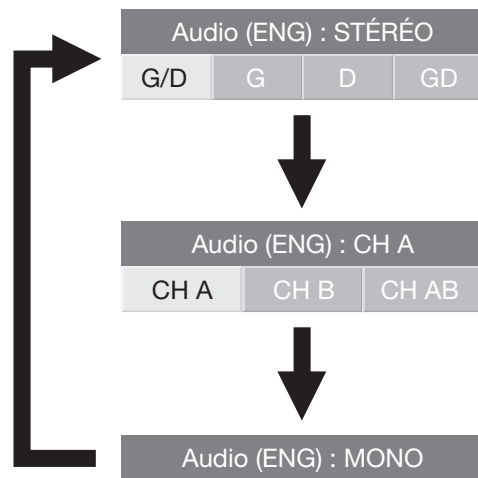 Audio (ENG) : STÉRÉO
G/D G D GD
Audio (ENG) : CH A
CH A CH B CH AB
Audio (ENG) : MONO